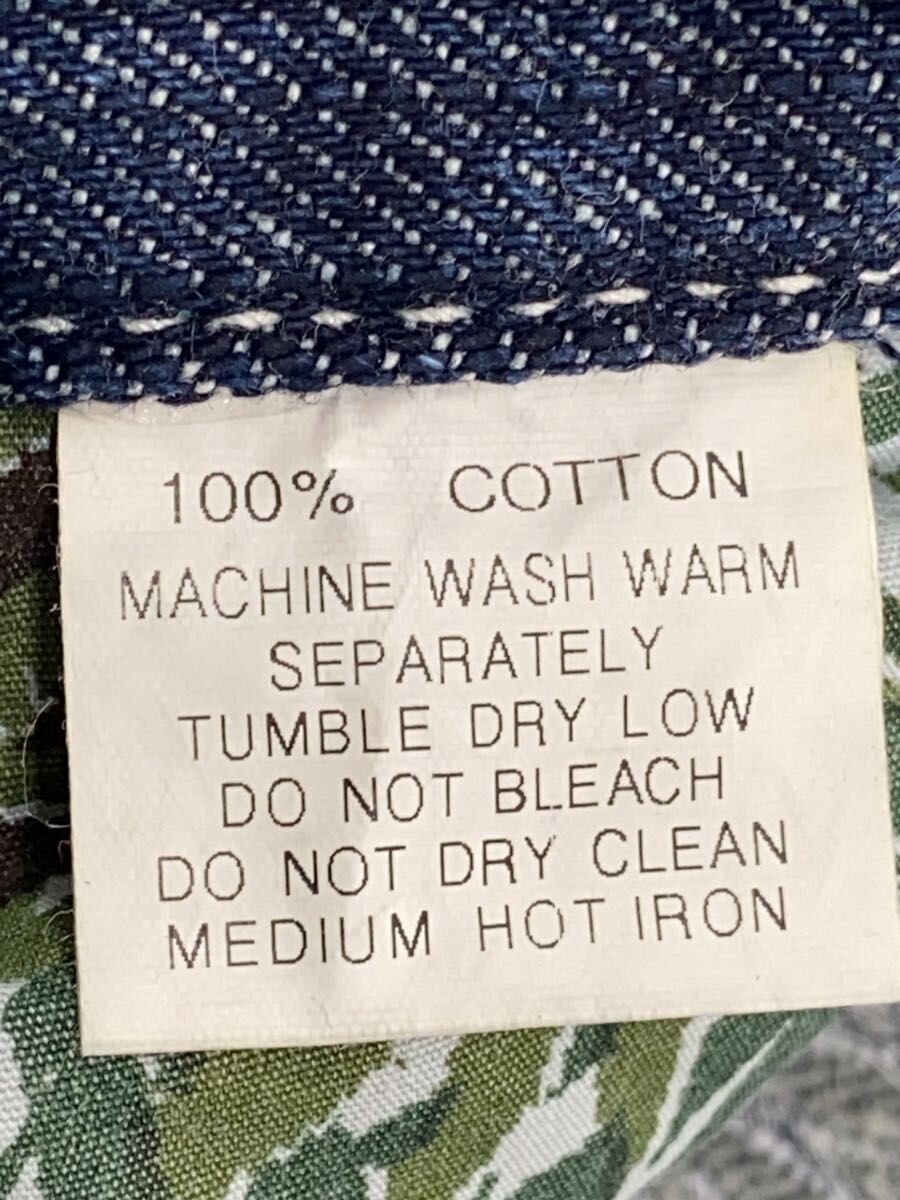 100% COTTON
MACHINE WASH WARM
SEPARATELY
TUMBLE DRY LOW
DO NOT BLEACH
DO NOT DRY CLEAN
MEDIUM HOT IRON